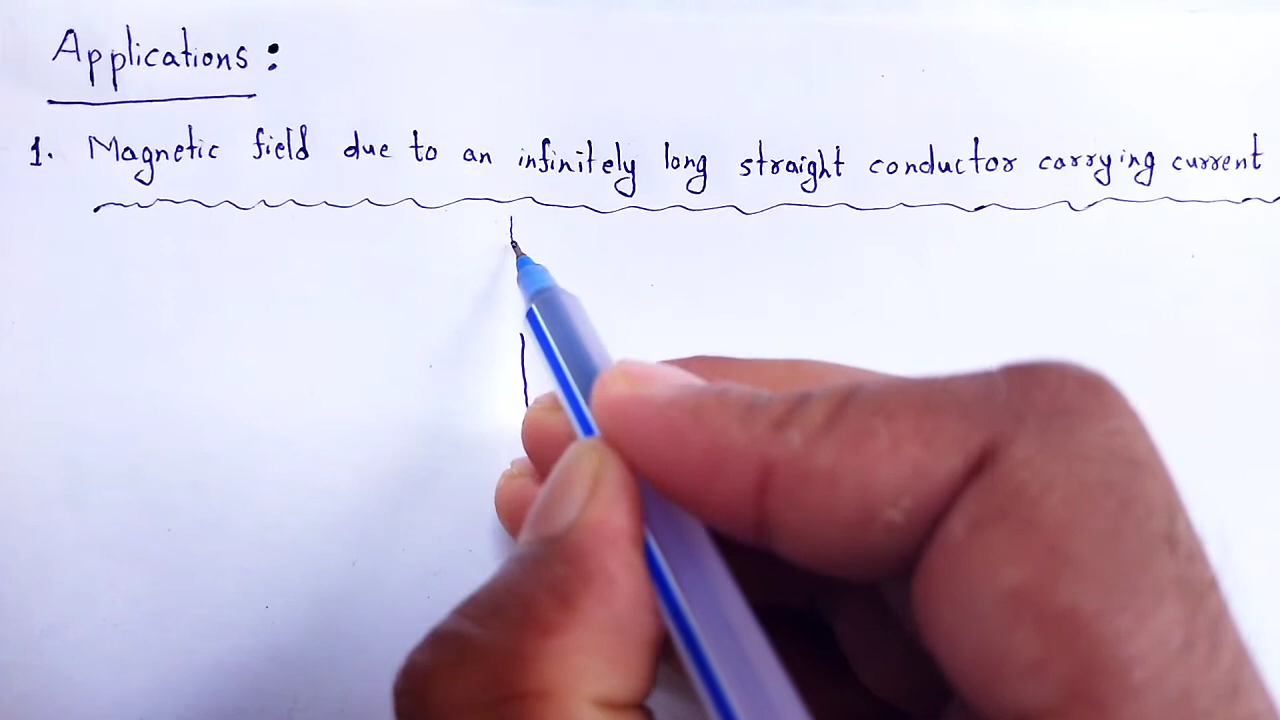 Applications:
1. Magnetic field due to an infinitely long straight conductor carrying current